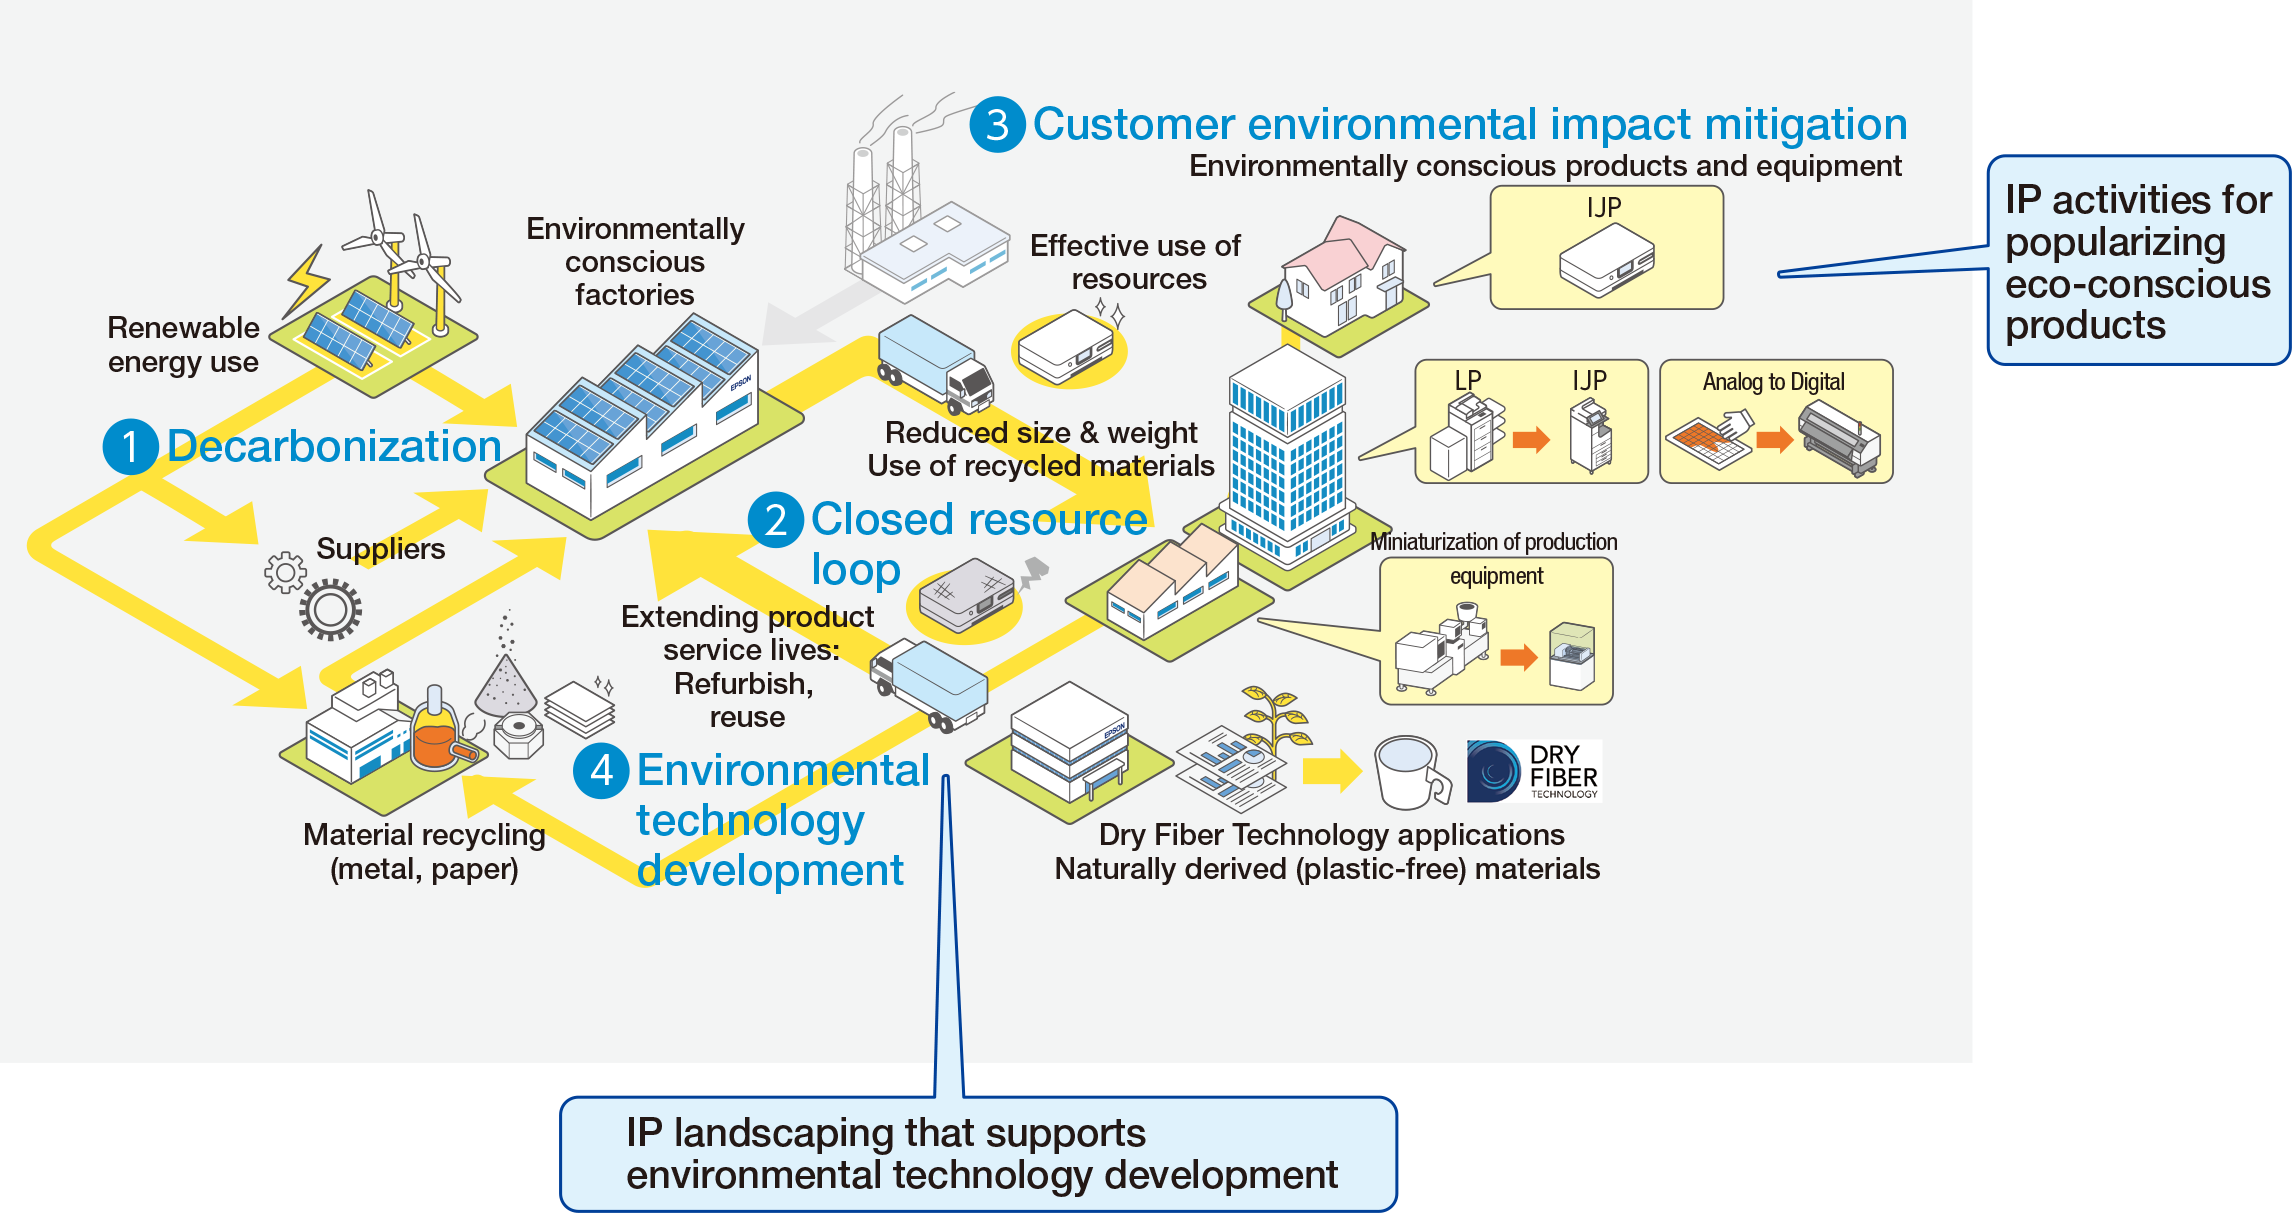 3 Customer environmental impact mitigation
Environmentally conscious products and equipment
IP activities for
popularizing
eco-conscious
products
IJP
Environmentally
conscious
factories
Effective use of
resources
Renewable
energy use
EPSON
LP
IJP
Analog to Digital
1 Decarbonization
Reduced size & weight
Use of recycled materials
2 Closed resource
loop
Suppliers
Miniaturization of production
equipment
Extending product
service lives:
Refurbish,
reuse
EPSON
4 Environmental
technology
development
DRY
FIBER
TECHNOLOGY
Material recycling
(metal, paper)
Dry Fiber Technology applications
Naturally derived (plastic-free) materials
IP landscaping that supports
environmental technology development